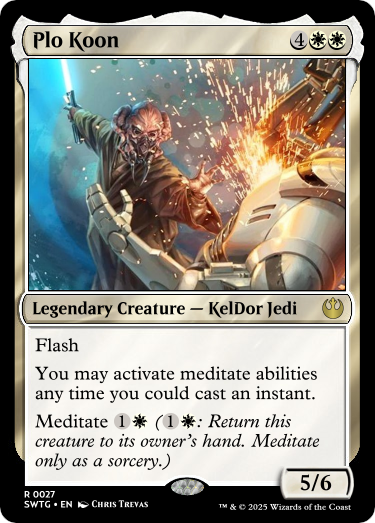 Plo Koon 4
Legendary Creature — KelDor Jedi
Flash
You may activate meditate abilities
any time you could cast an instant.
Meditate 1 (1: Return this
creature to its owner's hand. Meditate
only as a sorcery.)
5/6
R 0027
SWTG • EN Chris Trevas
™ & © 2025 Wizards of the Coast